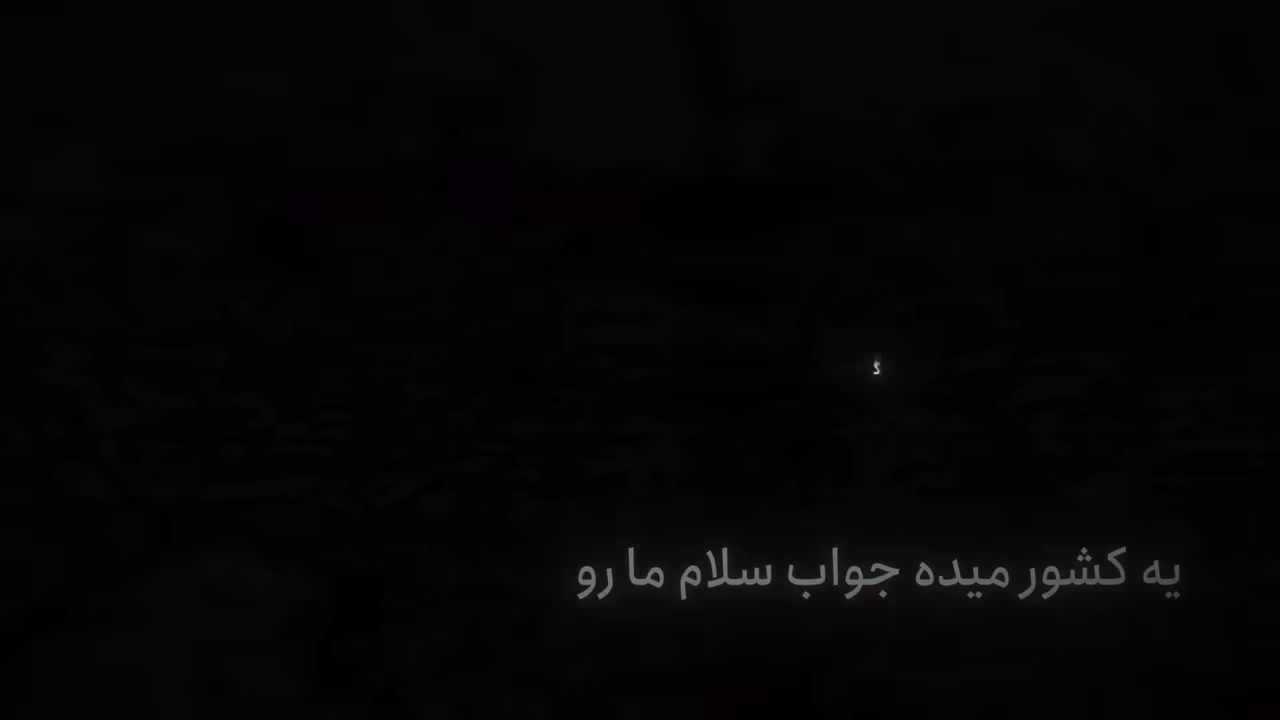 یه کشور میده جواب سلام ما رو